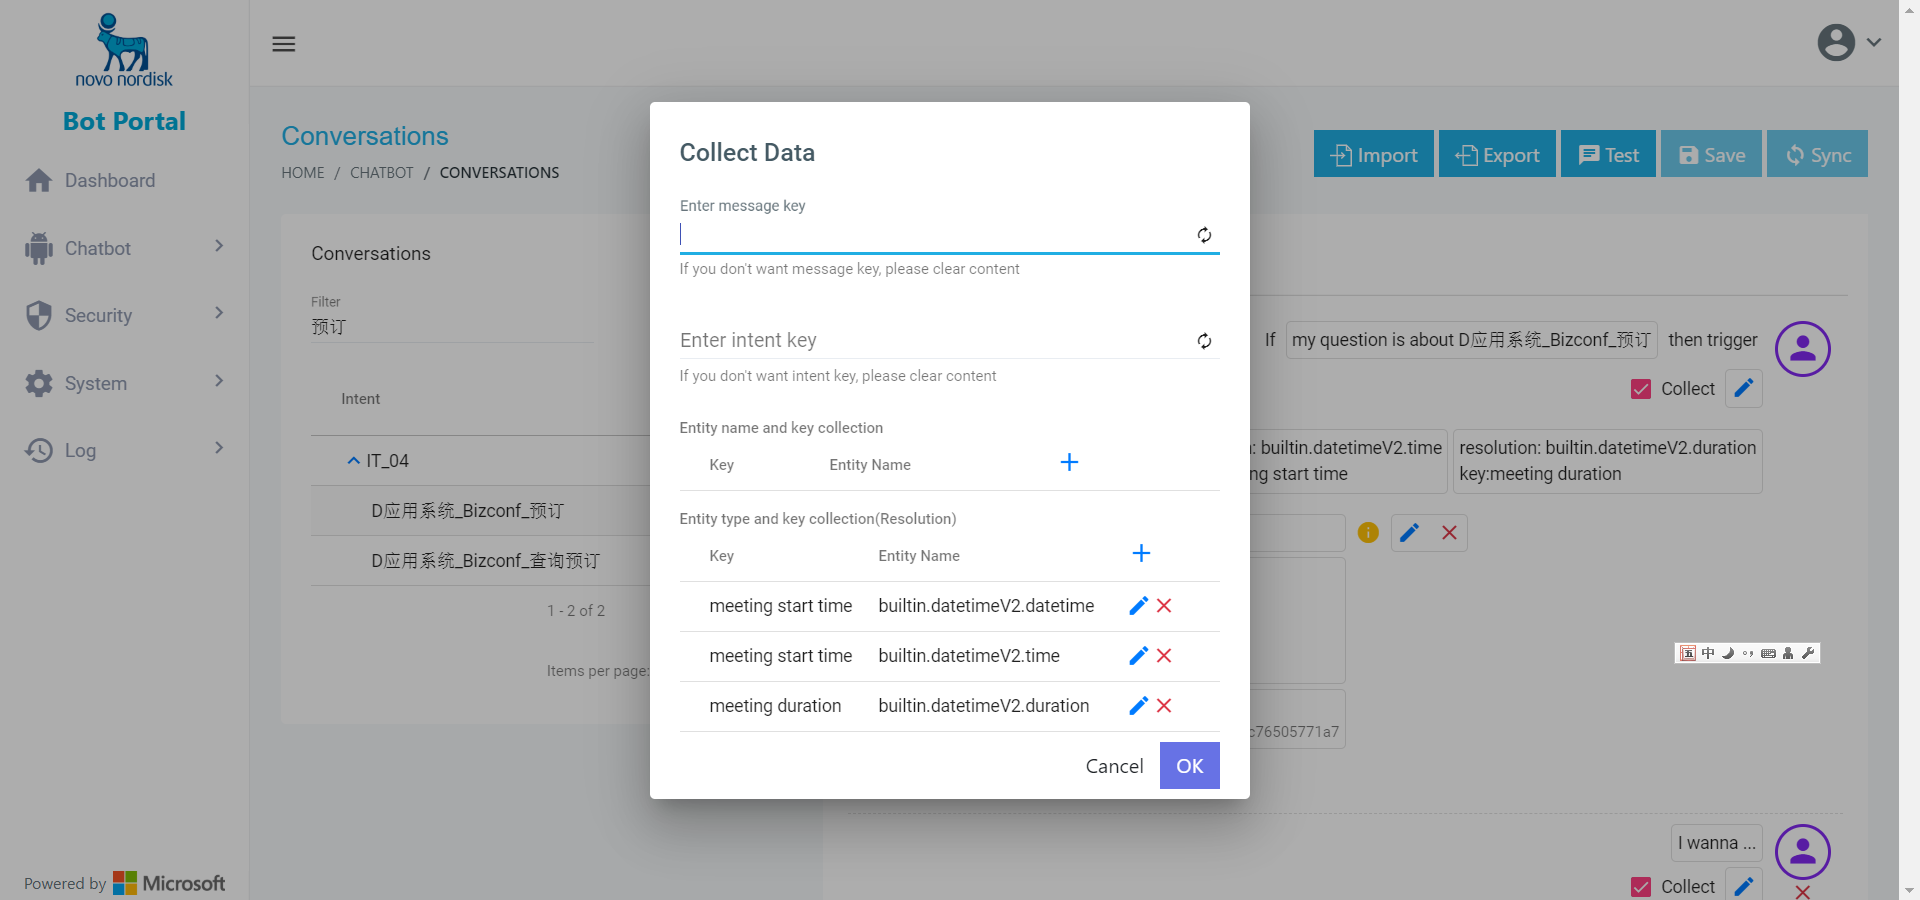 novo nordisk
Bot Portal
Dashboard
Chatbot
Security
System
Log
Powered by Microsoft
Conversations
HOME / CHATBOT / CONVERSATIONS
Import
Export
Test
Save
Sync
Conversations
Filter
预订
Intent
IT_04
D应用系统_Bizconf_预订
D应用系统_Bizconf_查询预订
1 - 2 of 2
Items per page:
Collect Data
Enter message key
If you don't want message key, please clear content
Enter intent key
If you don't want intent key, please clear content
Entity name and key collection
Key Entity Name
Entity type and key collection(Resolution)
Key Entity Name
meeting start time builtin.datetimeV2.datetime
meeting start time builtin.datetimeV2.time
meeting duration builtin.datetimeV2.duration
Cancel OK
If my question is about D应用系统_Bizconf_预订 then trigger
Collect
: builtin.datetimeV2.time
ng start time
resolution: builtin.datetimeV2.duration
key:meeting duration
c76505771a7
五 中
I wanna ...
Collect